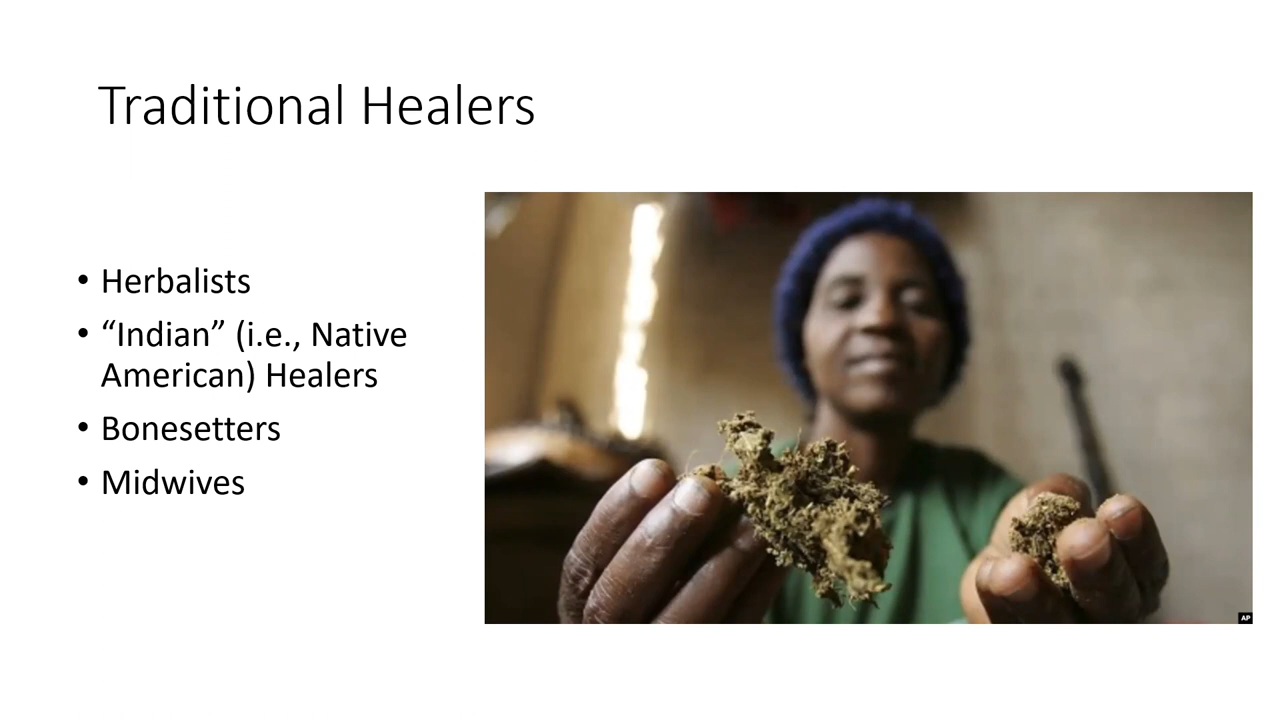 Traditional Healers
• Herbalists
• “Indian” (i.e., Native
American) Healers
• Bonesetters
• Midwives
AP